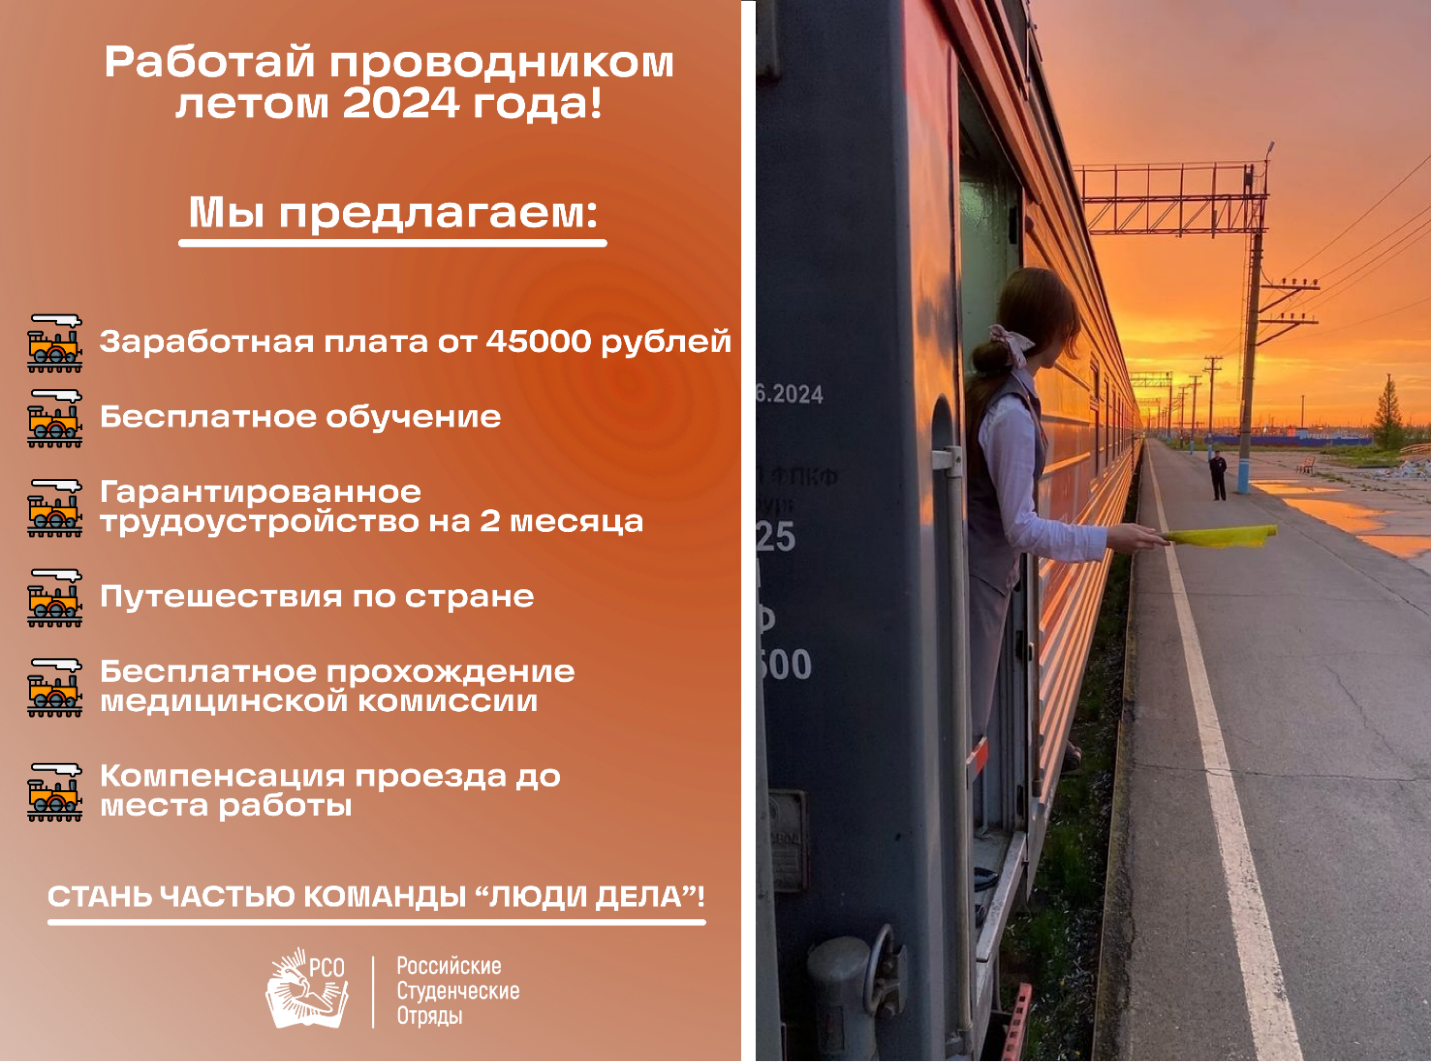 Работай проводником
летом 2024 года!
Мы предлагаем:
Заработная плата от 45000 рублей
Бесплатное обучение
Гарантированное
трудоустройство на 2 месяца
Путешествия по стране
Бесплатное прохождение
медицинской комиссии
Компенсация проезда до
места работы
СТАНЬ ЧАСТЬЮ КОМАНДЫ “ЛЮДИ ДЕЛА”!
РСО
Российские
Студенческие
Отряды
6.2024
ФПКФ
25
Ф
500